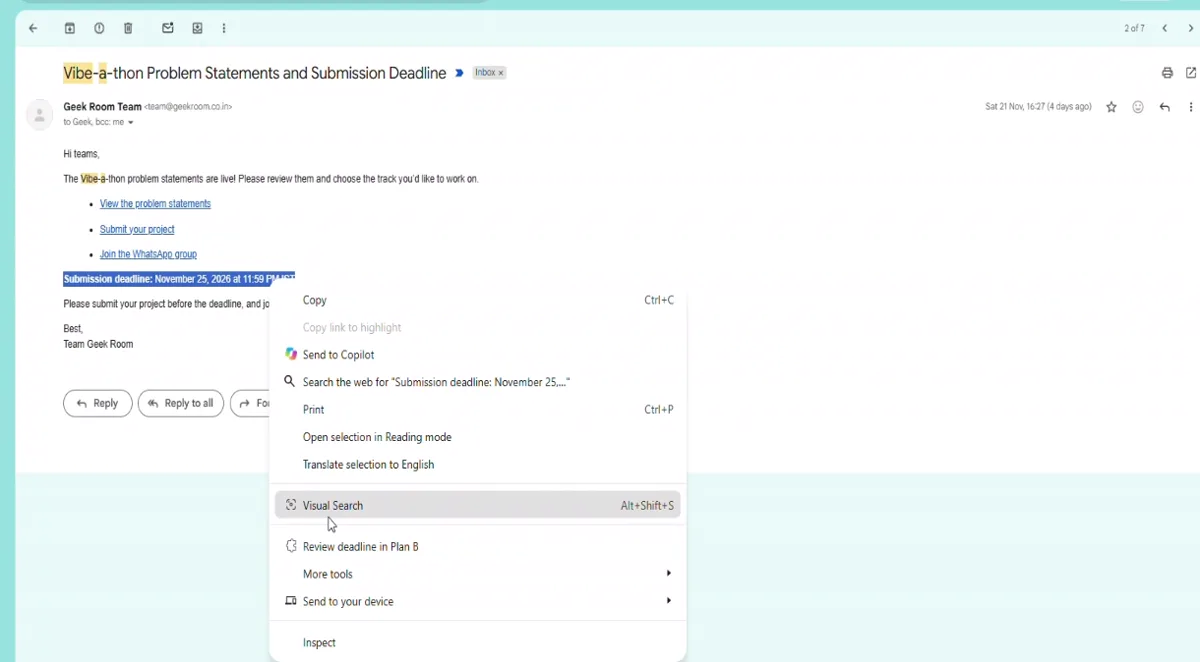 2 of 7
Vibe-a-thon Problem Statements and Submission Deadline
Inbox ×
Geek Room Team <team@geekroom.co.in>
Sat 21 Nov, 16:27 (4 days ago)
to Geek, bcc: me
Hi teams,
The Vibe-a-thon problem statements are live! Please review them and choose the track you'd like to work on.
• View the problem statements
• Submit your project
• Join the WhatsApp group
Submission deadline: November 25, 2026 at 11:59 PM IST
Please submit your project before the deadline, and
Best,
Team Geek Room
Reply
Reply to all
Copy Ctrl+C
Copy link to highlight
Send to Copilot
Search the web for "Submission deadline: November 25,..."
Print Ctrl+P
Open selection in Reading mode
Translate selection to English
Visual Search Alt+Shift+S
Review deadline in Plan B
More tools
Send to your device
Inspect